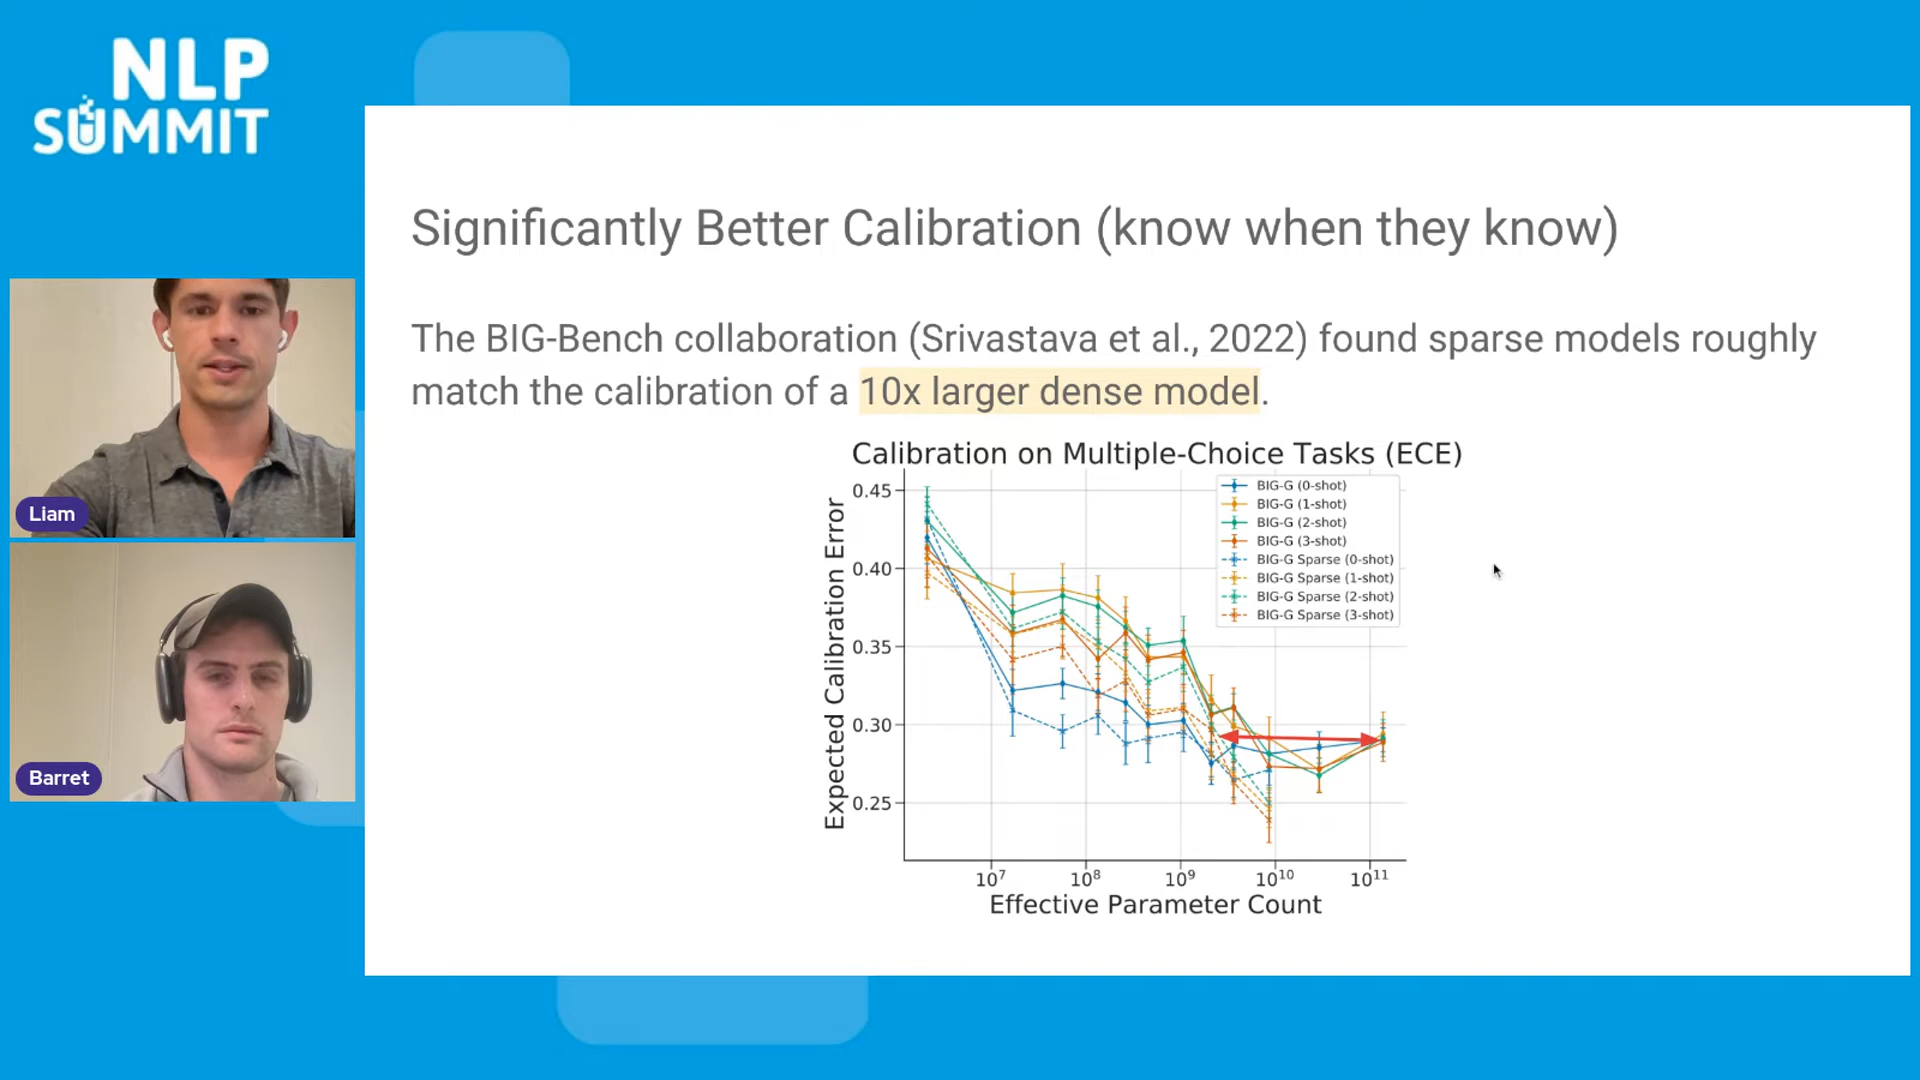 NLP
SUMMIT
Significantly Better Calibration (know when they know)
The BIG-Bench collaboration (Srivastava et al., 2022) found sparse models roughly
match the calibration of a 10x larger dense model.
Liam
Barret
Calibration on Multiple-Choice Tasks (ECE)
Expected Calibration Error
0.45
0.40
0.35
0.30
0.25
BIG-G (0-shot)
BIG-G (1-shot)
BIG-G (2-shot)
BIG-G (3-shot)
BIG-G Sparse (0-shot)
BIG-G Sparse (1-shot)
BIG-G Sparse (2-shot)
BIG-G Sparse (3-shot)
10⁷ 10⁸ 10⁹ 10¹⁰ 10¹¹
Effective Parameter Count